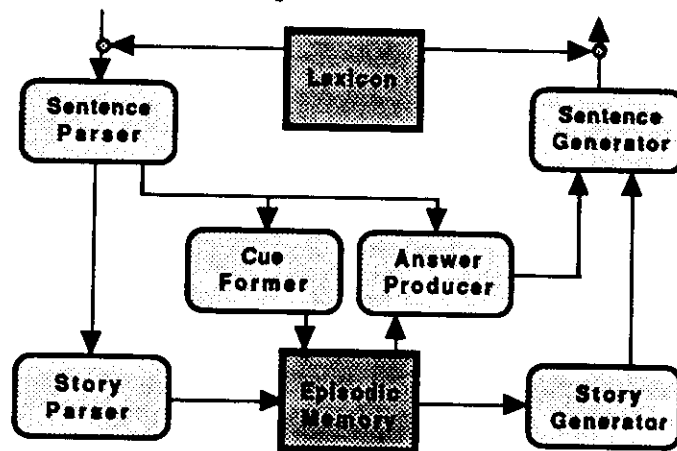 Lexicon
Sentence
Parser
Sentence
Generator
Cue
Former
Answer
Producer
Story
Parser
Episodic
Memory
Story
Generator